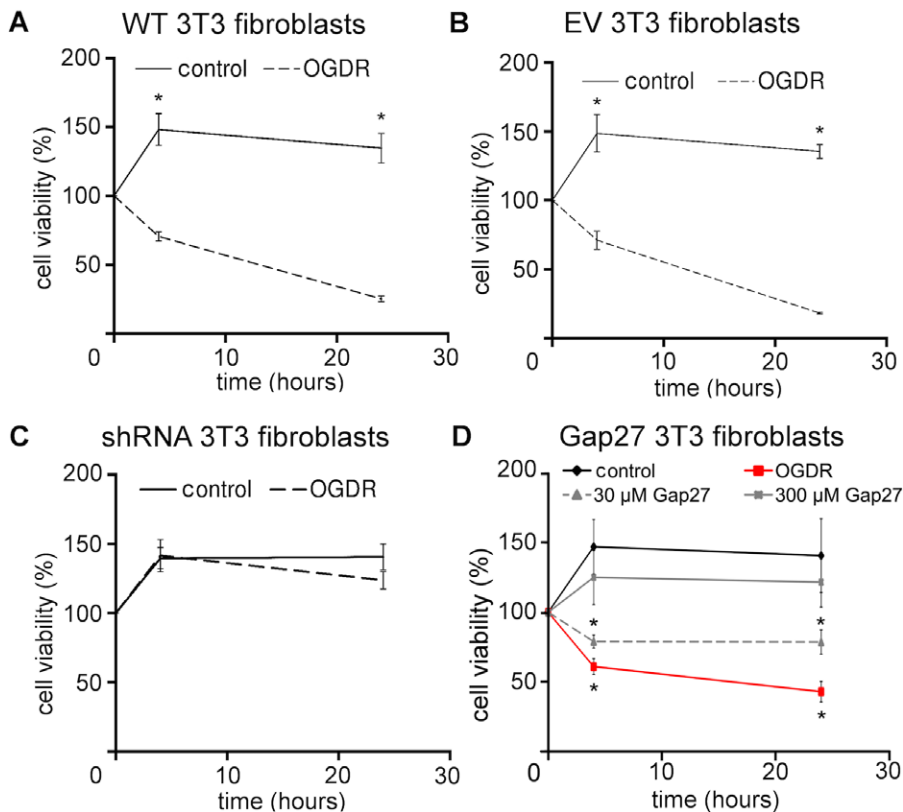 A WT 3T3 fibroblasts
control OGDR
200
150
100
50
0 10 20 30
* *
cell viability (%)
time (hours)
B EV 3T3 fibroblasts
control OGDR
200
150
100
50
0 10 20 30
* *
cell viability (%)
time (hours)
C shRNA 3T3 fibroblasts
control OGDR
200
150
100
50
0 10 20 30
cell viability (%)
time (hours)
D Gap27 3T3 fibroblasts
control OGDR
30 µM Gap27 300 µM Gap27
200
150
100
50
0 10 20 30
* *
* *
cell viability (%)
time (hours)